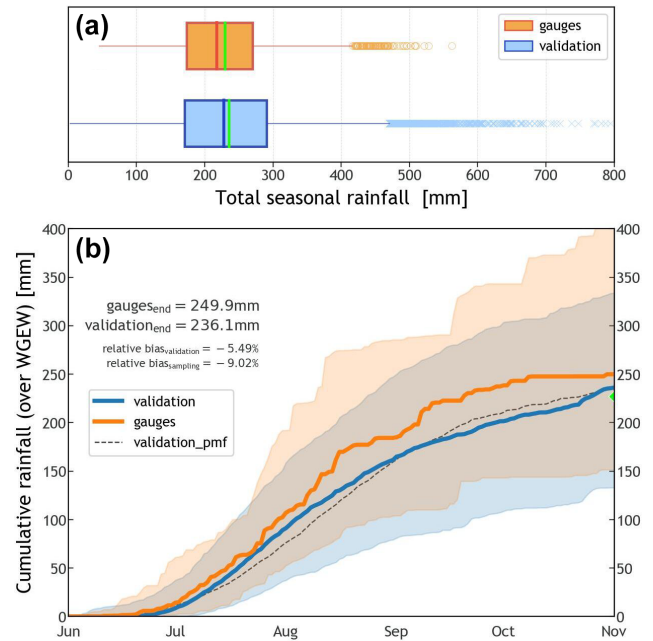 (a)
gauges
validation
0 100 200 300 400 500 600 700 800
Total seasonal rainfall [mm]
(b)
Cumulative rainfall (over WGEW) [mm]
400 400
350 350
300 300
250 250
200 200
150 150
100 100
50 50
0 0
gauges_end = 249.9mm
validation_end = 236.1mm
relative bias_validation = −5.49%
relative bias_sampling = −9.02%
validation
gauges
validation_pmf
Jun Jul Aug Sep Oct Nov